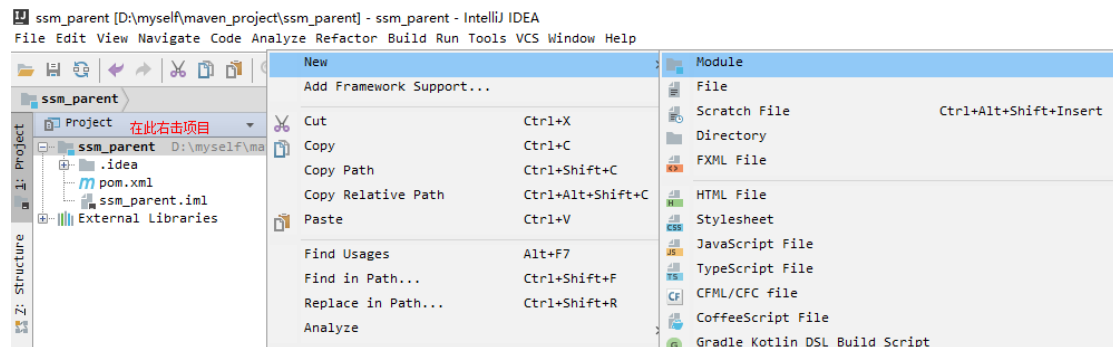 ssm_parent [D:\myself\maven_project\ssm_parent] - ssm_parent - IntelliJ IDEA
File Edit View Navigate Code Analyze Refactor Build Run Tools VCS Window Help
ssm_parent
Project
在此右击项目
ssm_parent D:\myself\ma
.idea
pom.xml
ssm_parent.iml
External Libraries
1: Project
Z: Structure
New
Add Framework Support...
Cut Ctrl+X
Copy Ctrl+C
Copy Path Ctrl+Shift+C
Copy Relative Path Ctrl+Alt+Shift+C
Paste Ctrl+V
Find Usages Alt+F7
Find in Path... Ctrl+Shift+F
Replace in Path... Ctrl+Shift+R
Analyze
Module
File
Scratch File Ctrl+Alt+Shift+Insert
Directory
FXML File
HTML File
Stylesheet
JavaScript File
TypeScript File
CFML/CFC file
CoffeeScript File
Gradle Kotlin DSL Build Script